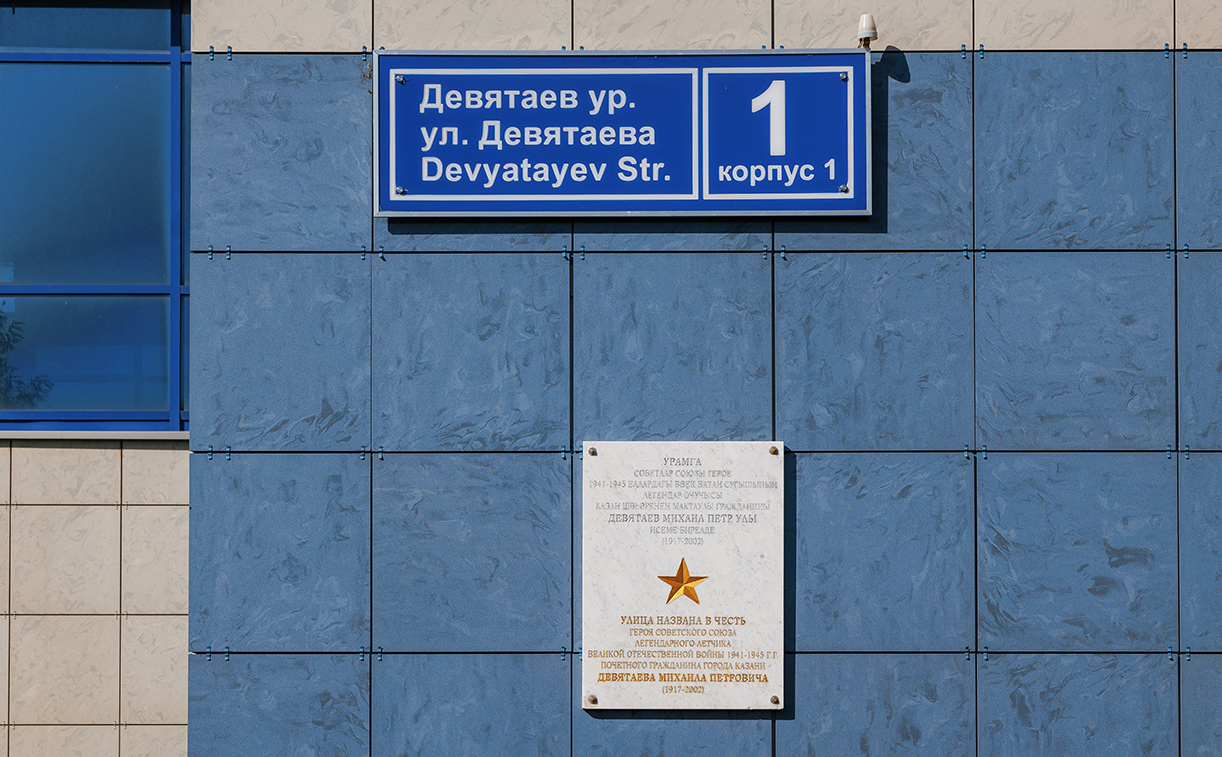 Девятаев ур.
ул. Девятаева
Devyatayev Str.
1
корпус 1
УРАМГА
СОВЕТЛАР СОЮЗЫ ГЕРОЕ
1941-1945 ЕЛЛАРДАГЫ БӨЕК ВАТАН СУГЫШЫНЫҢ
ЛЕГЕНДАР ОЧУЧЫСЫ
КАЗАН ШӘҺӘРЕНЕҢ МАКТАУЛЫ ГРАЖДАНИНЫ
ДЕВЯТАЕВ МИХАИЛ ПЕТР УЛЫ
ИСЕМЕ БИРЕЛДЕ
(1917-2002)
УЛИЦА НАЗВАНА В ЧЕСТЬ
ГЕРОЯ СОВЕТСКОГО СОЮЗА
ЛЕГЕНДАРНОГО ЛЕТЧИКА
ВЕЛИКОЙ ОТЕЧЕСТВЕННОЙ ВОЙНЫ 1941-1945 Г.Г.
ПОЧЕТНОГО ГРАЖДАНИНА ГОРОДА КАЗАНИ
ДЕВЯТАЕВА МИХАИЛА ПЕТРОВИЧА
(1917-2002)